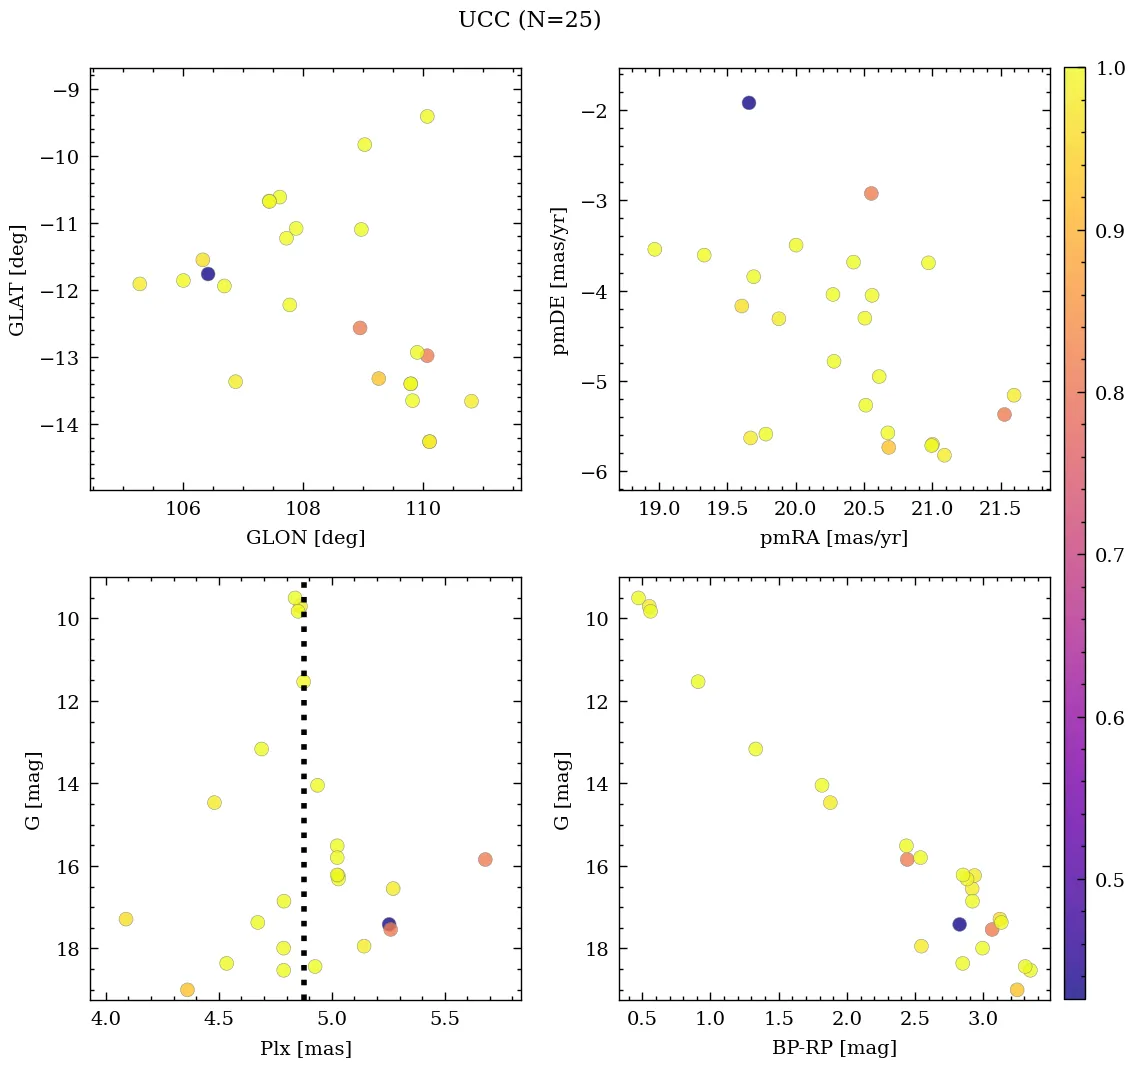 UCC (N=25)
−9
−10
−11
−12
−13
−14
GLAT [deg]
106 108 110
GLON [deg]
−2
−3
−4
−5
−6
pmDE [mas/yr]
19.0 19.5 20.0 20.5 21.0 21.5
pmRA [mas/yr]
1.0
0.9
0.8
0.7
0.6
0.5
10
12
14
16
18
G [mag]
4.0 4.5 5.0 5.5
Plx [mas]
10
12
14
16
18
G [mag]
0.5 1.0 1.5 2.0 2.5 3.0
BP-RP [mag]